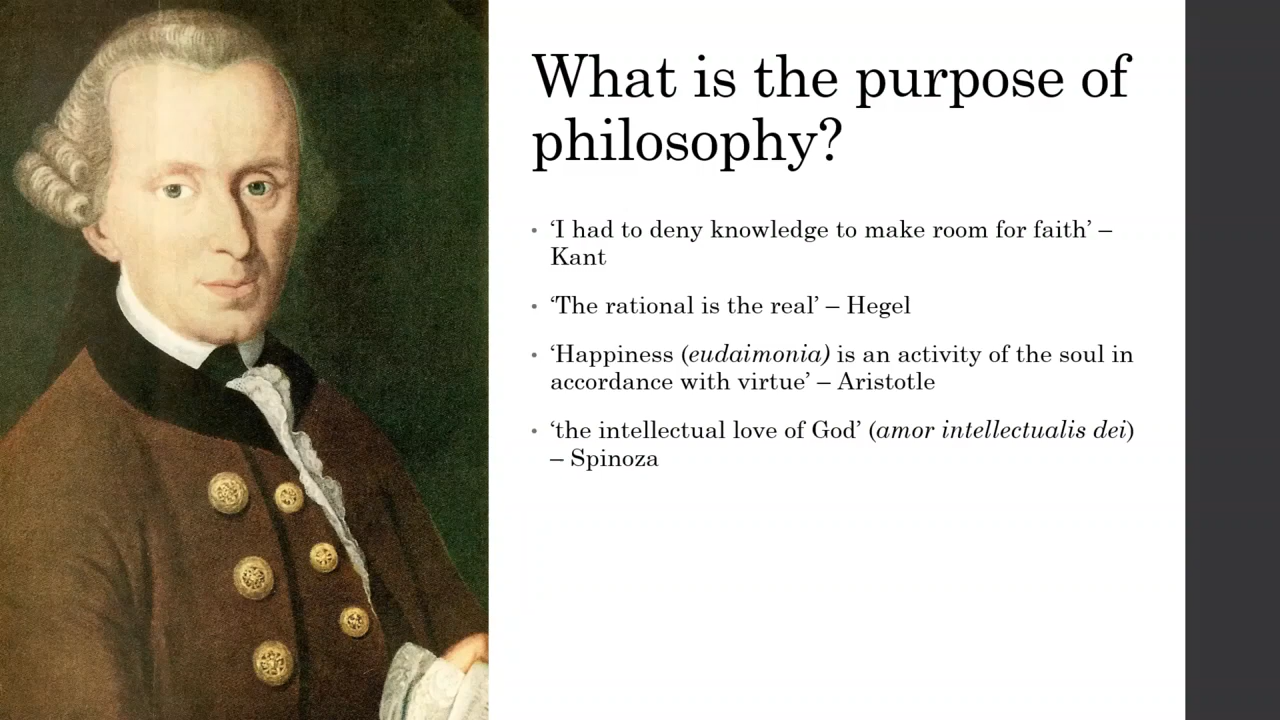 What is the purpose of
philosophy?
• ‘I had to deny knowledge to make room for faith’ –
Kant
• ‘The rational is the real’ – Hegel
• ‘Happiness (eudaimonia) is an activity of the soul in
accordance with virtue’ – Aristotle
• ‘the intellectual love of God’ (amor intellectualis dei)
– Spinoza